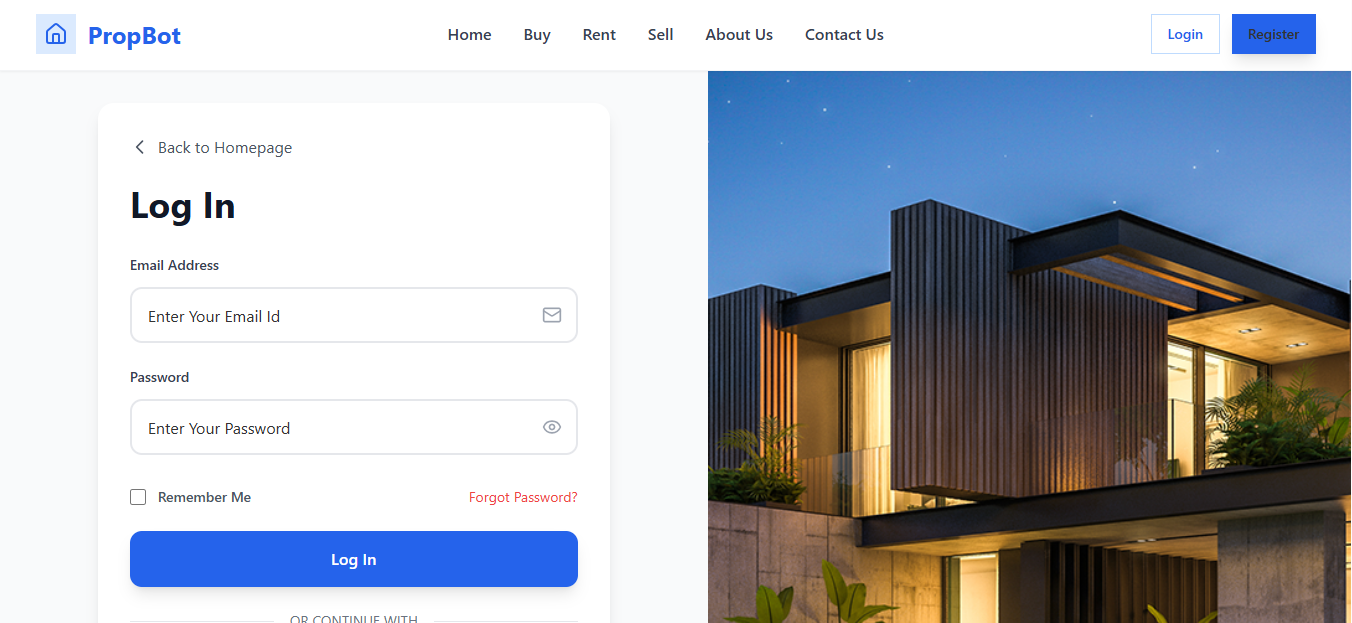 PropBot
Home Buy Rent Sell About Us Contact Us
Login Register
Back to Homepage
Log In
Email Address
Enter Your Email Id
Password
Enter Your Password
Remember Me Forgot Password?
Log In
OR CONTINUE WITH